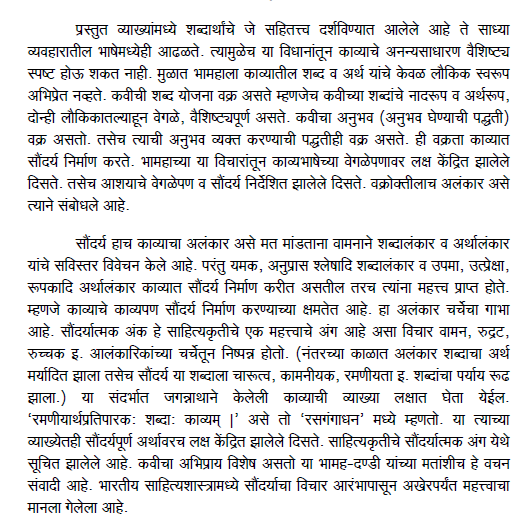 प्रस्तुत व्याख्यांमध्ये शब्दार्थांचे जे सहितत्त्व दर्शविण्यात आलेले आहे ते साध्या
व्यवहारातील भाषेमध्येही आढळते. त्यामुळेच या विधानांतून काव्याचे अनन्यसाधारण वैशिष्ट्य
स्पष्ट होऊ शकत नाही. मुळात भामहाला काव्यातील शब्द व अर्थ यांचे केवळ लौकिक स्वरूप
अभिप्रेत नव्हते. कवीची शब्द योजना वक्र असते म्हणजेच कवीच्या शब्दांचे नादरूप व अर्थरूप,
दोन्ही लौकिकातल्याहून वेगळे, वैशिष्ट्यपूर्ण असते. कवीचा अनुभव (अनुभव घेण्याची पद्धती)
वक्र असतो. तसेच त्याची अनुभव व्यक्त करण्याची पद्धतीही वक्र असते. ही वक्रता काव्यात
सौंदर्य निर्माण करते. भामहाच्या या विचारांतून काव्यभाषेच्या वेगळेपणावर लक्ष केंद्रित झालेले
दिसते. तसेच आशयाचे वेगळेपण व सौंदर्य निर्देशित झालेले दिसते. वक्रोक्तीलाच अलंकार असे
त्याने संबोधले आहे.
सौंदर्य हाच काव्याचा अलंकार असे मत मांडताना वामनाने शब्दालंकार व अर्थालंकार
यांचे सविस्तर विवेचन केले आहे. परंतु यमक, अनुप्रास श्लेषादि शब्दालंकार व उपमा, उत्प्रेक्षा,
रूपकादि अर्थालंकार काव्यात सौंदर्य निर्माण करीत असतील तरच त्यांना महत्त्व प्राप्त होते.
म्हणजे काव्याचे काव्यपण सौंदर्य निर्माण करण्याच्या क्षमतेत आहे. हा अलंकार चर्चेचा गाभा
आहे. सौंदर्यात्मक अंक हे साहित्यकृतीचे एक महत्त्वाचे अंग आहे असा विचार वामन, रुद्रट,
रुच्यक इ. आलंकारिकांच्या चर्चेतून निष्पन्न होतो. (नंतरच्या काळात अलंकार शब्दाचा अर्थ
मर्यादित झाला तसेच सौंदर्य या शब्दाला चारूत्त्व, कामनीयक, रमणीयता इ. शब्दांचा पर्याय रूढ
झाला.) या संदर्भात जगन्नाथाने केलेली काव्याची व्याख्या लक्षात घेता येईल.
‘रमणीयार्थप्रतिपारक: शब्दा: काव्यम् |’ असे तो ‘रसगंगाधन’ मध्ये म्हणतो. या त्याच्या
व्याख्येतही सौंदर्यपूर्ण अर्थावरच लक्ष केंद्रित झालेले दिसते. साहित्यकृतीचे सौंदर्यात्मक अंग येथे
सूचित झालेले आहे. कवीचा अभिप्राय विशेष असतो या भामह-दण्डी यांच्या मतांशीच हे वचन
संवादी आहे. भारतीय साहित्यशास्त्रामध्ये सौंदर्याचा विचार आरंभापासून अखेरपर्यंत महत्त्वाचा
मानला गेलेला आहे.